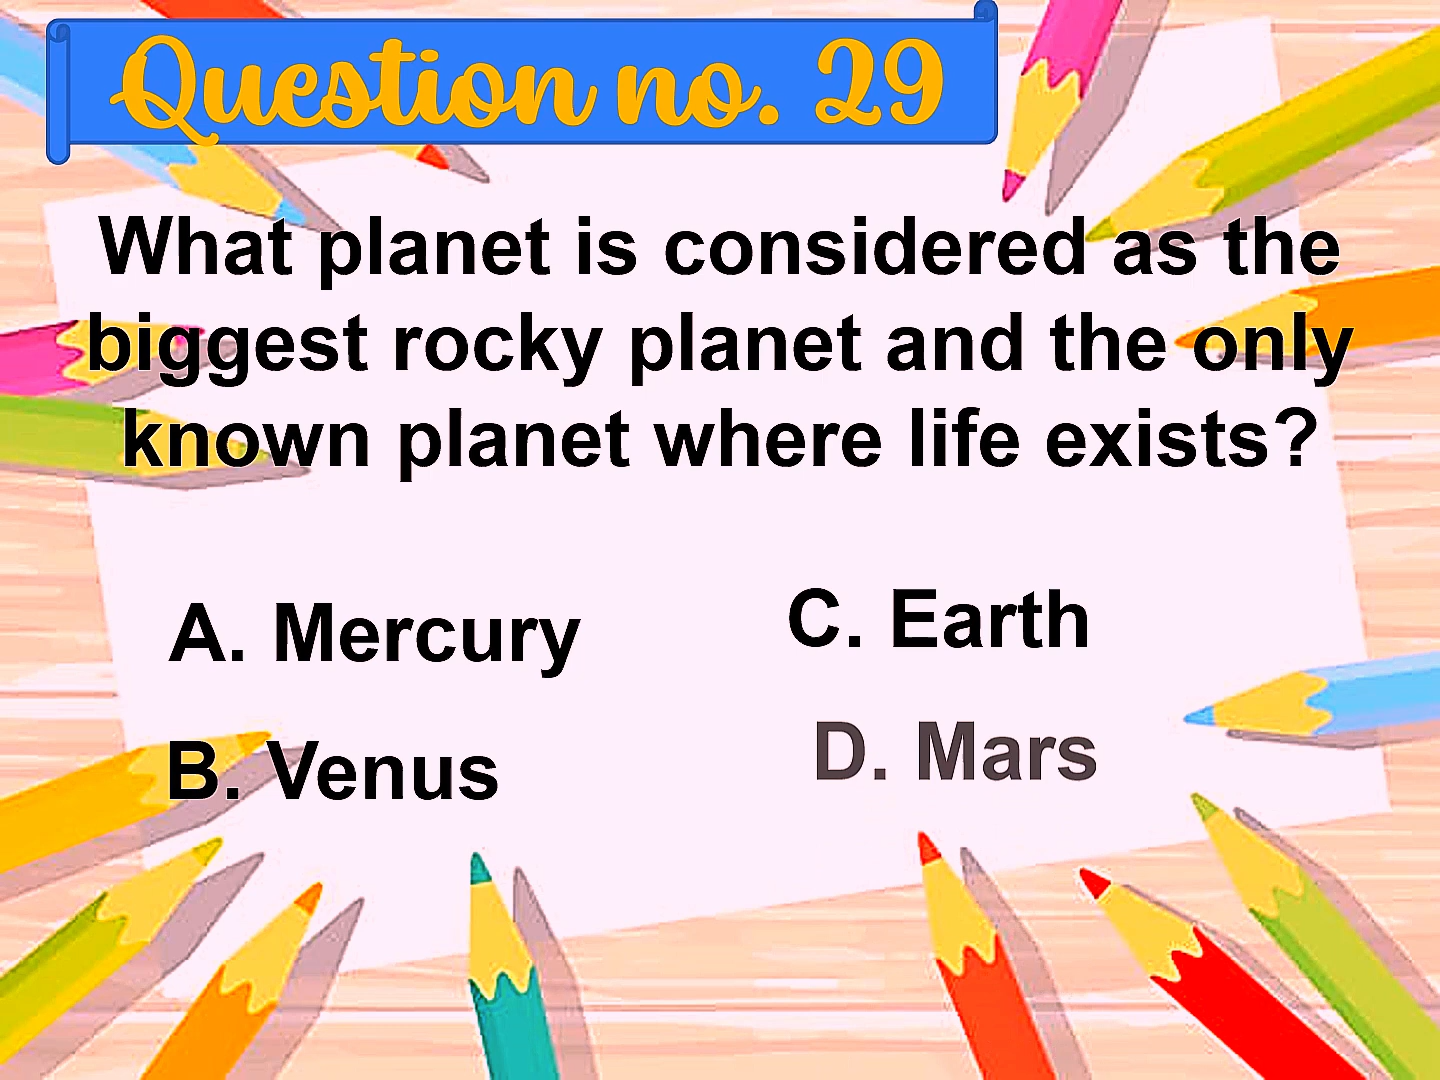 Question no. 29
What planet is considered as the
biggest rocky planet and the only
known planet where life exists?
A. Mercury
B. Venus
C. Earth
D. Mars